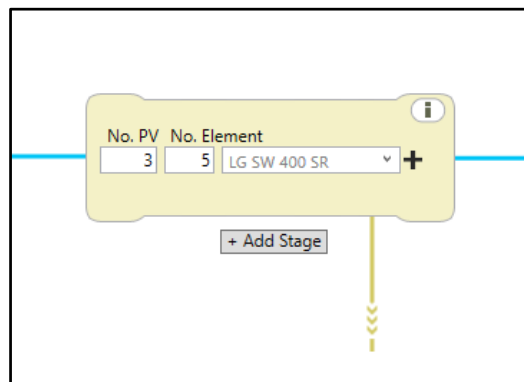 i
No. PV No. Element
3 5 LG SW 400 SR +
+ Add Stage